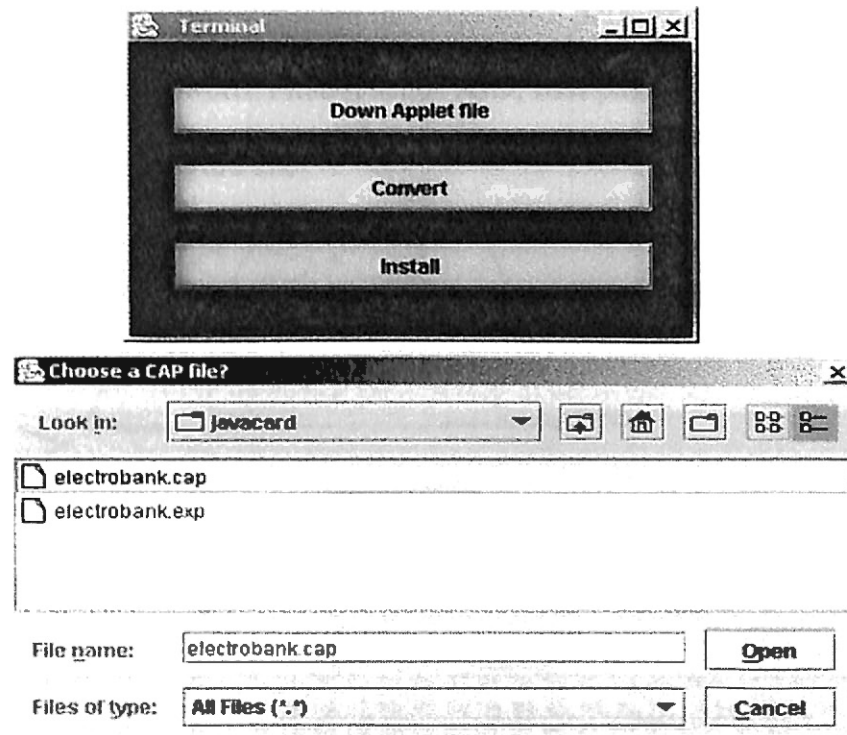 Terminal
Down Applet file
Convert
Install
Choose a CAP file?
Look in: javacard
electrobank.cap
electrobank.exp
File name: electrobank.cap Open
Files of type: All Files (*.*) Cancel